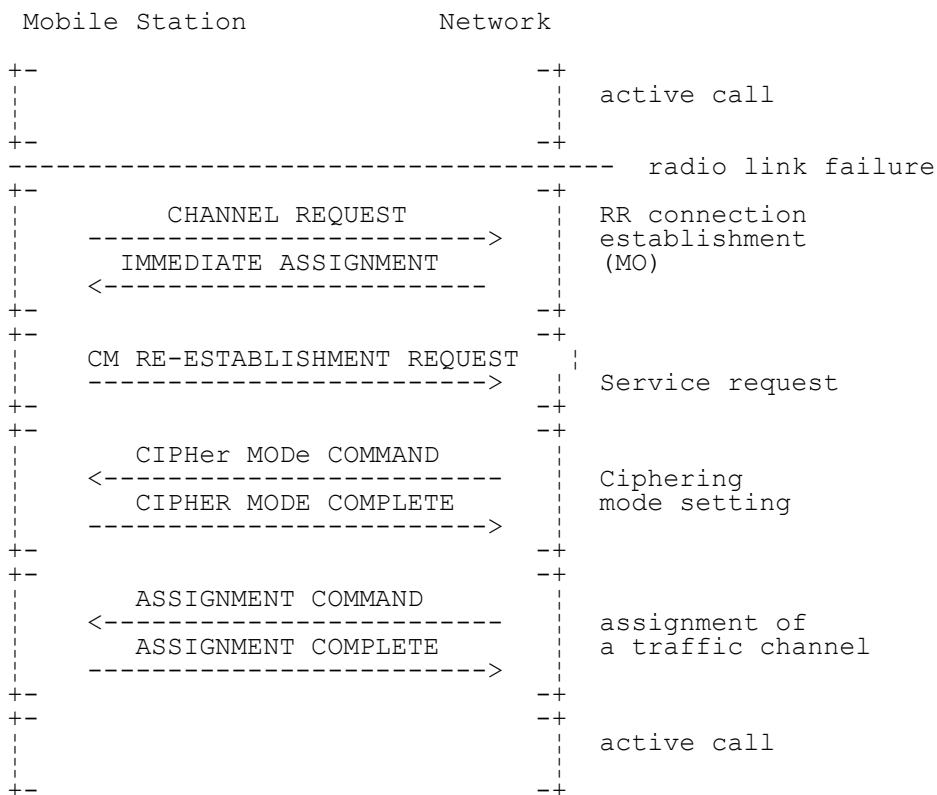 Mobile Station Network
active call
radio link failure
CHANNEL REQUEST RR connection
establishment
IMMEDIATE ASSIGNMENT (MO)
CM RE-ESTABLISHMENT REQUEST
Service request
CIPHer MODe COMMAND
Ciphering
CIPHER MODE COMPLETE mode setting
ASSIGNMENT COMMAND
assignment of
ASSIGNMENT COMPLETE a traffic channel
active call